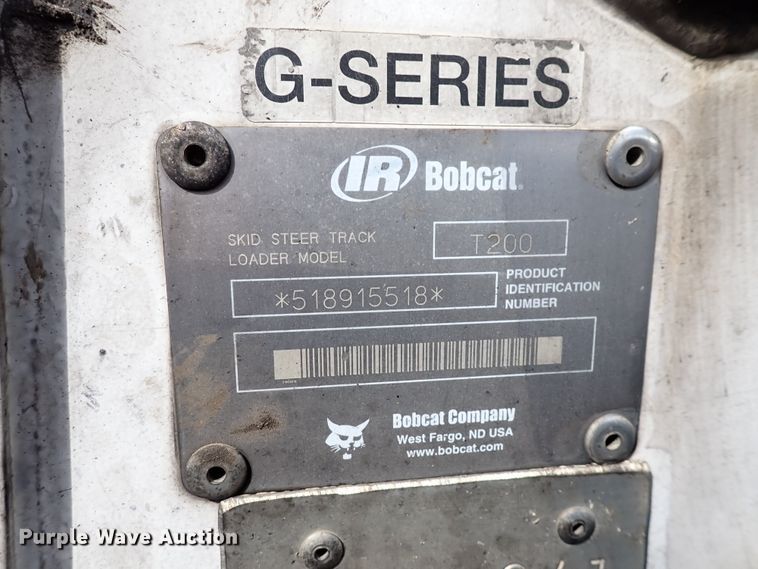 G-SERIES
IR Bobcat®
SKID STEER TRACK
LOADER MODEL
T200
*518915518*
PRODUCT
IDENTIFICATION
NUMBER
Bobcat Company
West Fargo, ND USA
www.bobcat.com
Purple Wave Auction®